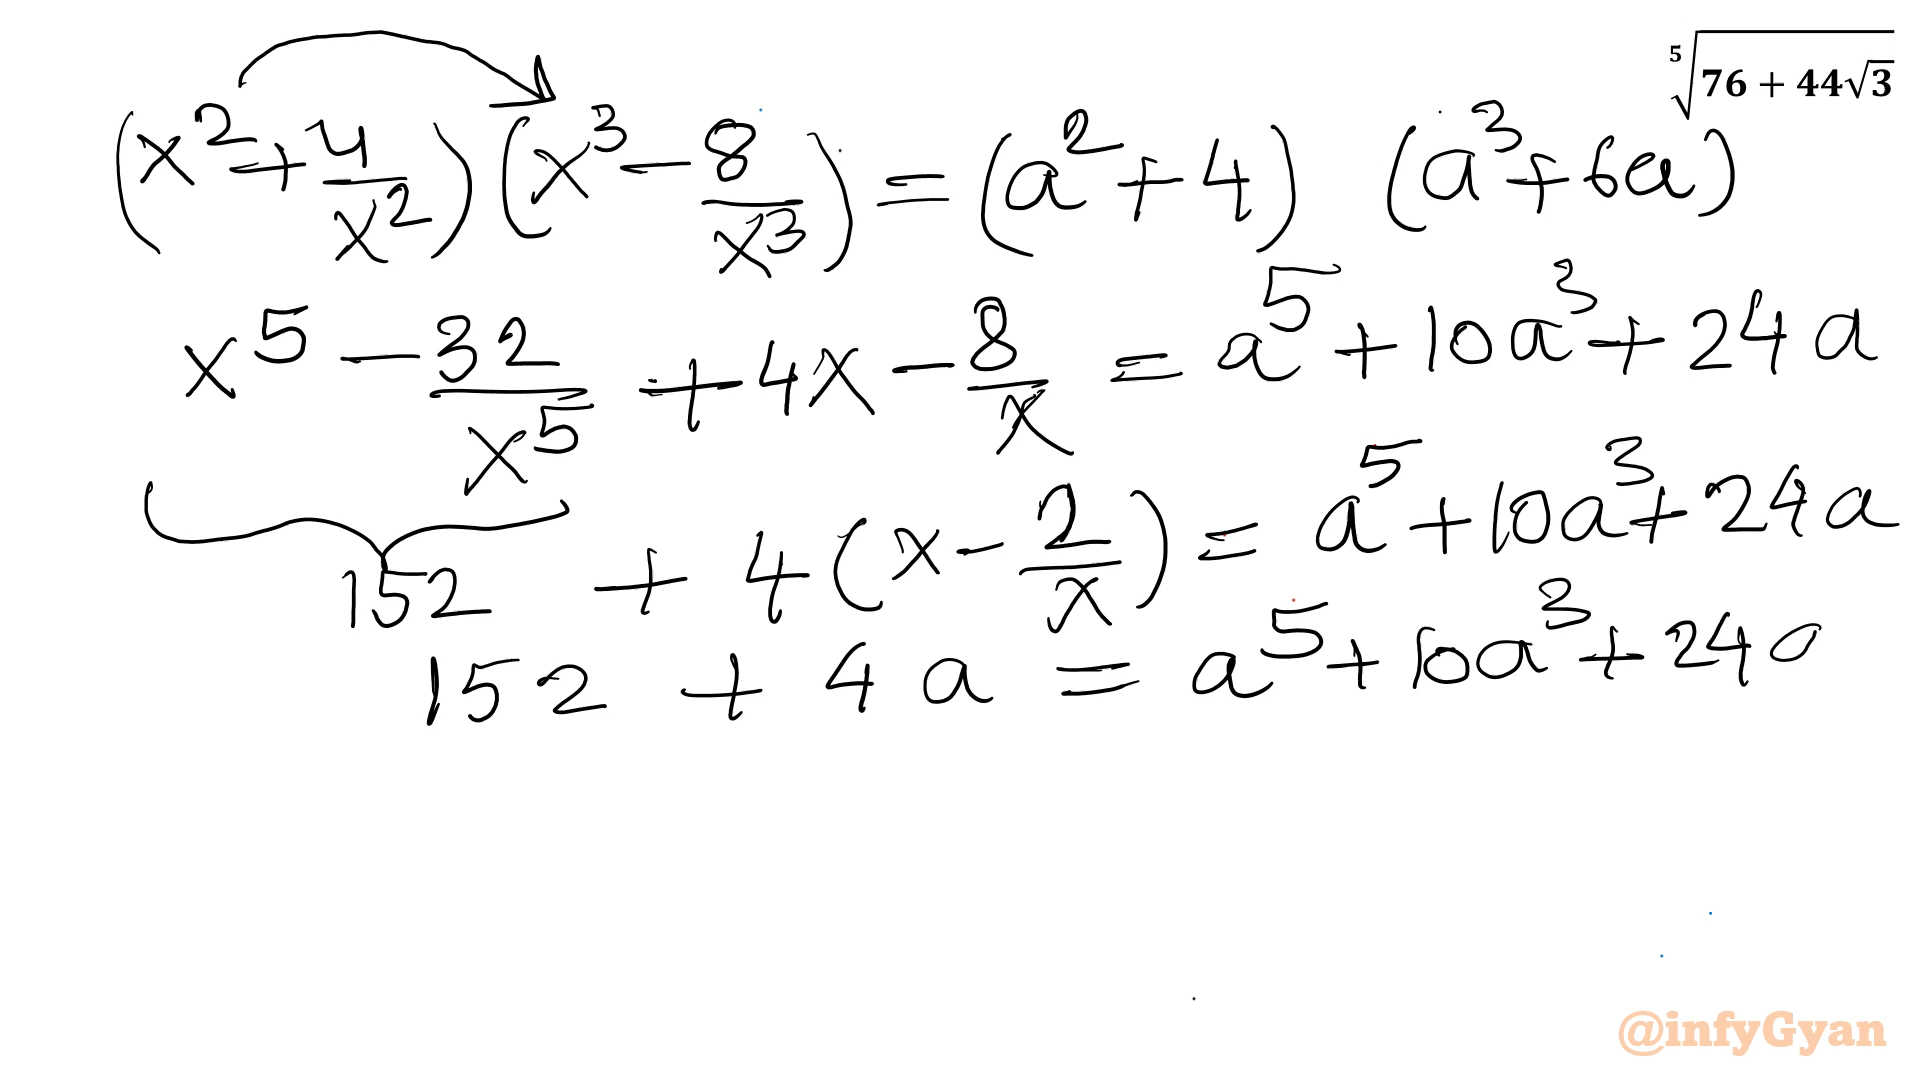 ⁵√(76 + 44√3)
(x² + 4/x²) (x³ − 8/x³) = (a² + 4) (a³ + 6a)
x⁵ − 32/x⁵ + 4x − 8/x = a⁵ + 10a³ + 24a
152 + 4(x − 2/x) = a⁵ + 10a³ + 24a
152 + 4a = a⁵ + 10a³ + 24a
@infyGyan